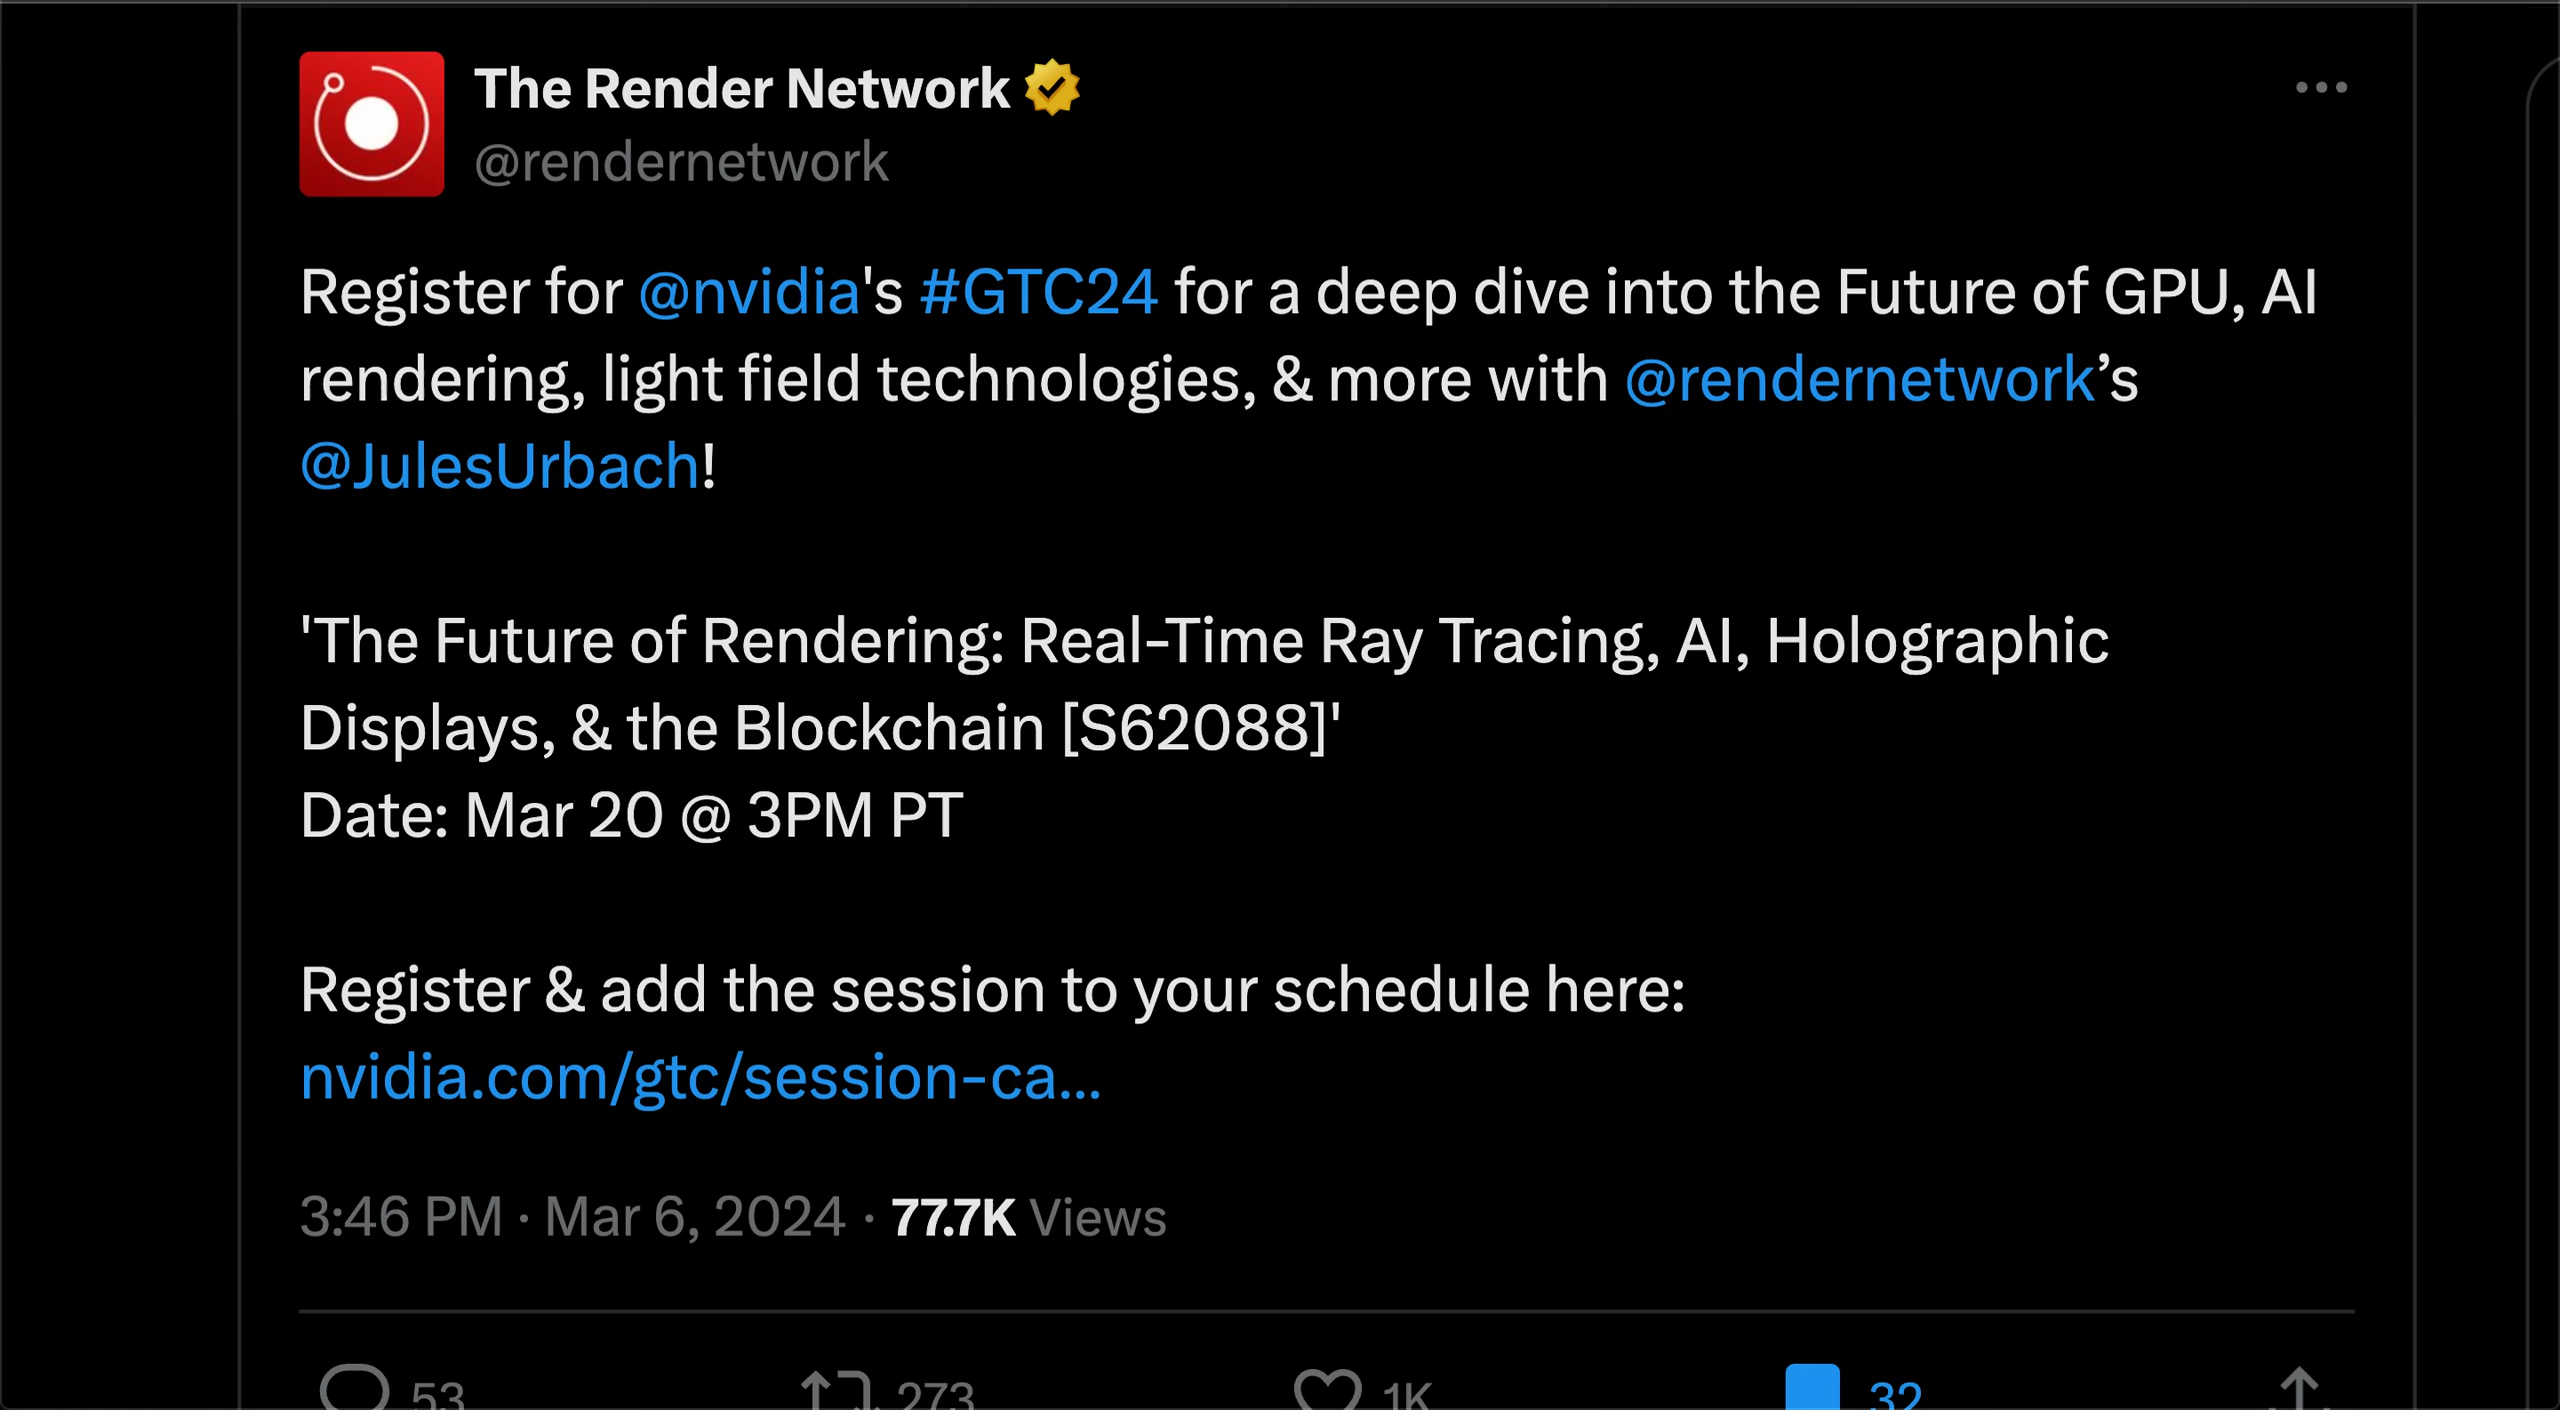 The Render Network
@rendernetwork
Register for @nvidia's #GTC24 for a deep dive into the Future of GPU, AI
rendering, light field technologies, & more with @rendernetwork’s
@JulesUrbach!
'The Future of Rendering: Real-Time Ray Tracing, AI, Holographic
Displays, & the Blockchain [S62088]'
Date: Mar 20 @ 3PM PT
Register & add the session to your schedule here:
nvidia.com/gtc/session-ca...
3:46 PM · Mar 6, 2024 · 77.7K Views
53 273 1K 32